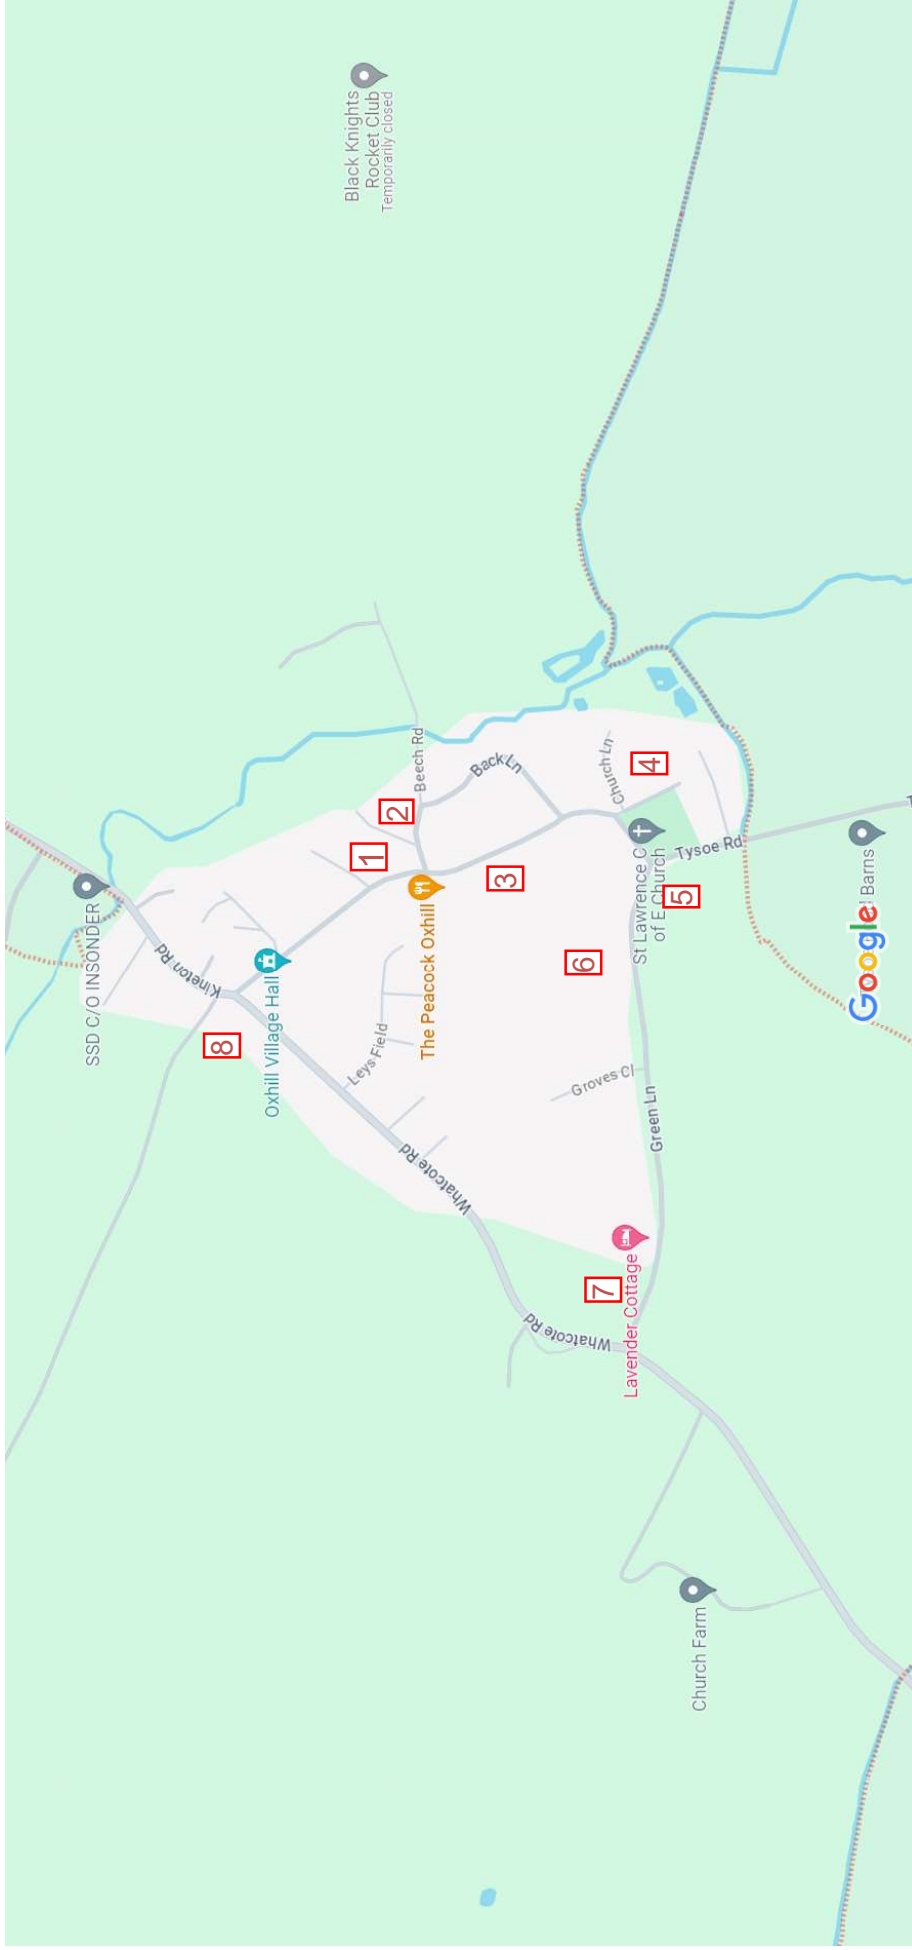 SSD C/O INSONDER
Kineton Rd
8
Oxhill Village Hall
Black Knights
Rocket Club
Temporarily closed
Leys Field
1
2
Beech Rd
The Peacock Oxhill
Whatcote Rd
Back Ln
3
Whatcote Rd
6
7
Groves Cl
Church Ln
Lavender Cottage
St Lawrence C
of E Church
4
Green Ln
5
Church Farm
Tysoe Rd
Google
Barns